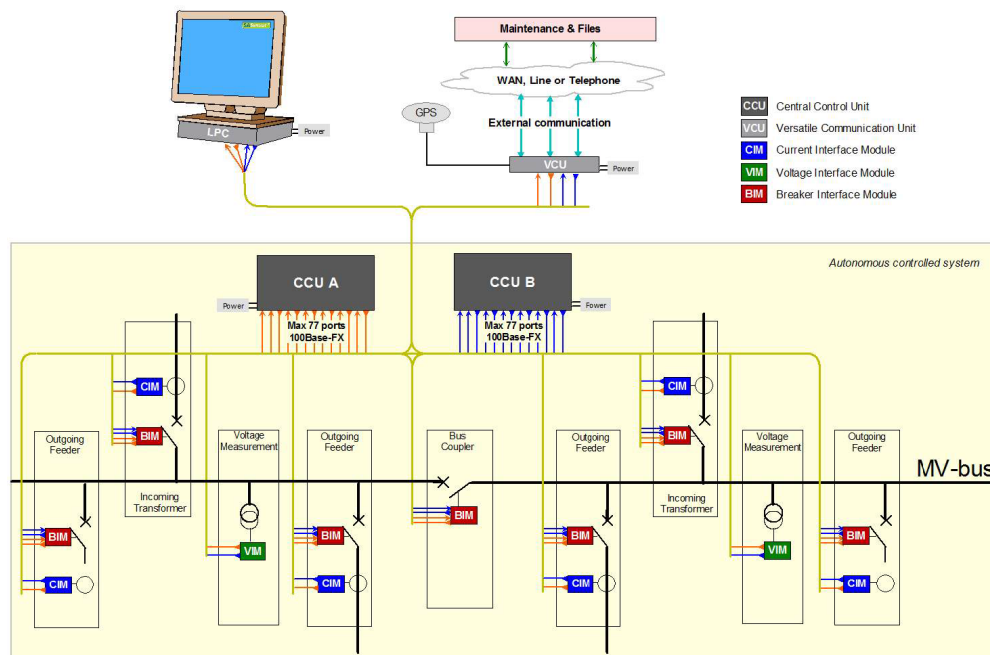 Maintenance & Files
WAN, Line or Telephone
GPS
External communication
LPC
Power
VCU
Power
CCU Central Control Unit
VCU Versatile Communication Unit
CIM Current Interface Module
VIM Voltage Interface Module
BIM Breaker Interface Module
Autonomous controlled system
CCU A
CCU B
Power
Power
Max 77 ports
100Base-FX
Max 77 ports
100Base-FX
CIM
CIM
BIM
BIM
Outgoing
Feeder
Voltage
Measurement
Outgoing
Feeder
Bus
Coupler
Outgoing
Feeder
Voltage
Measurement
Outgoing
Feeder
MV-bus
Incoming
Transformer
Incoming
Transformer
BIM
VIM
BIM
BIM
BIM
VIM
BIM
CIM
CIM
CIM
CIM